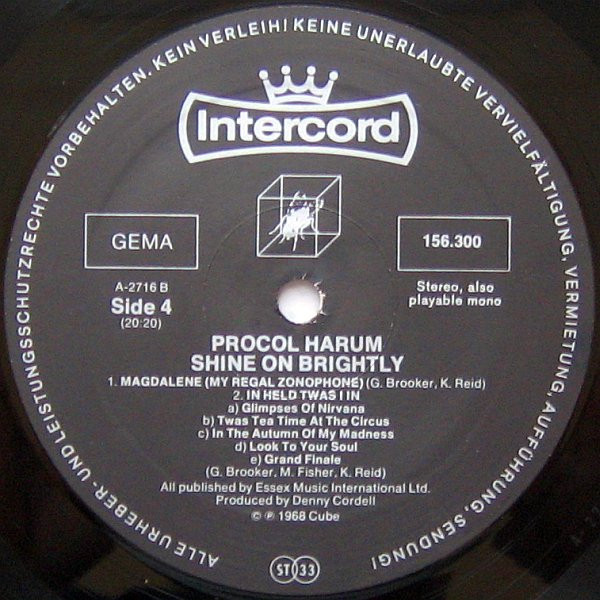 ALLE URHEBER- UND LEISTUNGSSCHUTZRECHTE VORBEHALTEN. KEIN VERLEIH! KEINE UNERLAUBTE VERVIELFÄLTIGUNG, VERMIETUNG, AUFFÜHRUNG, SENDUNG!
Intercord
GEMA
156.300
A-2716 B
Side 4
(20:20)
Stereo, also
playable mono
PROCOL HARUM
SHINE ON BRIGHTLY
1. MAGDALENE (MY REGAL ZONOPHONE) (G. Brooker, K. Reid)
2. IN HELD TWAS I IN
a) Glimpses Of Nirvana
b) Twas Tea Time At The Circus
c) In The Autumn Of My Madness
d) Look To Your Soul
e) Grand Finale
(G. Brooker, M. Fisher, K. Reid)
All published by Essex Music International Ltd.
Produced by Denny Cordell
© ℗ 1968 Cube
ST 33